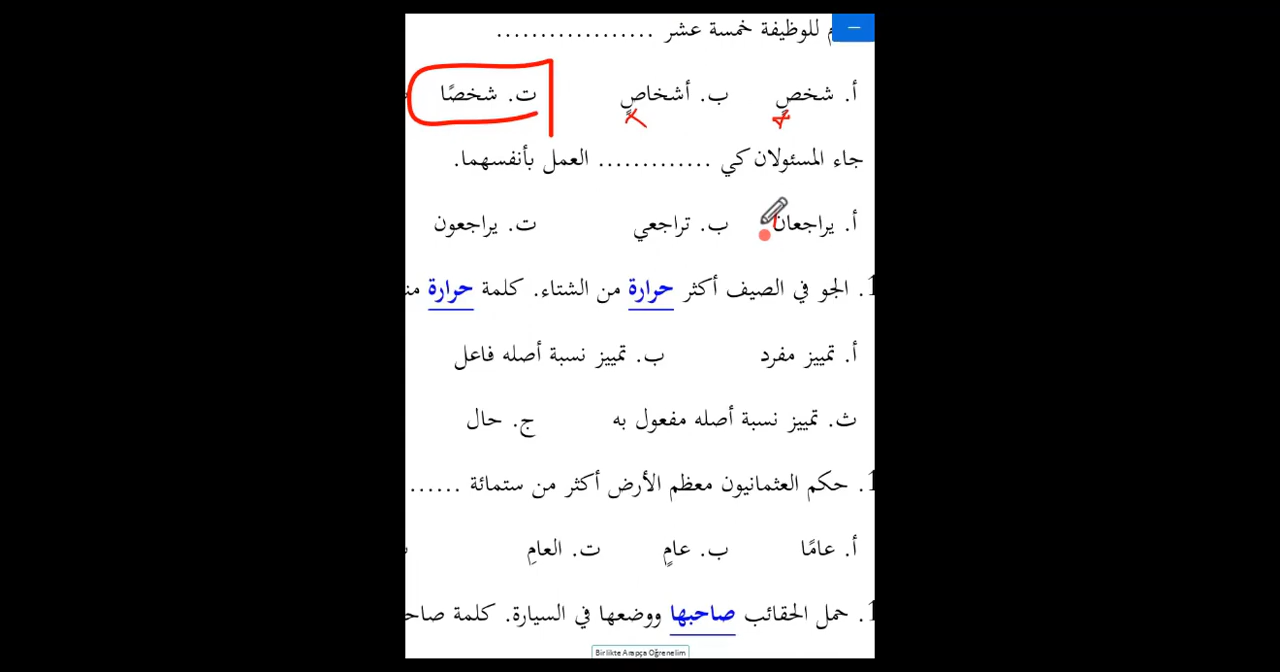 للوظيفة خمسة عشر ..................
أ. شخصٍ ب. أشخاصٍ ت. شخصًا
جاء المسئولان كي ............. العمل بأنفسهما.
أ. يراجعان ب. تراجعي ت. يراجعون
. الجو في الصيف أكثر حرارة من الشتاء. كلمة حرارة
أ. تمييز مفرد ب. تمييز نسبة أصله فاعل
ث. تمييز نسبة أصله مفعول به ج. حال
. حكم العثمانيون معظم الأرض أكثر من ستمائة ......
أ. عامًا ب. عامٍ ت. العامِ
. حمل الحقائب صاحبها ووضعها في السيارة. كلمة
Birlikte Arapça Öğrenelim